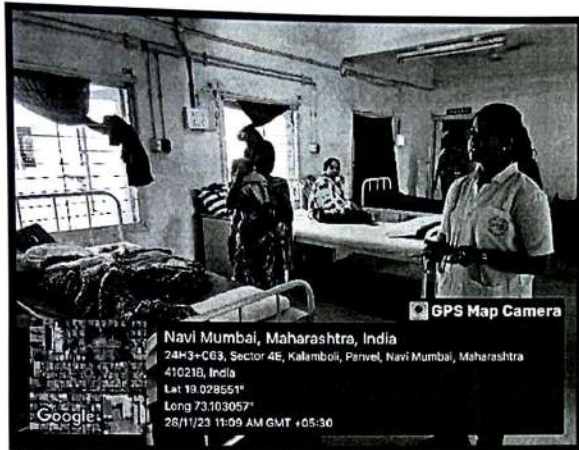 GPS Map Camera
Navi Mumbai, Maharashtra, India
24H3+C63, Sector 4E, Kalamboli, Panvel, Navi Mumbai, Maharashtra
410218, India
Lat 19.028551°
Long 73.103057°
28/11/23 11:09 AM GMT +05:30
Google